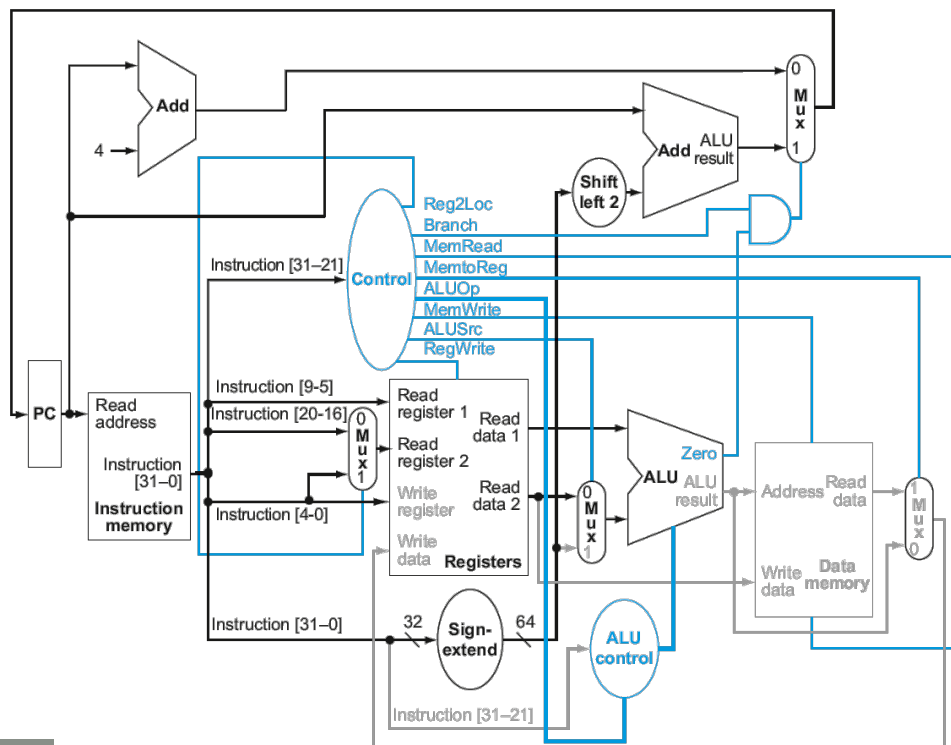 0
M
u
x
1
Add
4
Add
ALU
result
Shift
left 2
Reg2Loc
Branch
MemRead
MemtoReg
ALUOp
MemWrite
ALUSrc
RegWrite
Instruction [31–21]
Control
PC
Read
address
Instruction
[31–0]
Instruction
memory
Instruction [9-5]
Instruction [20-16]
Instruction [4-0]
0
M
u
x
1
Read
register 1
Read
register 2
Write
register
Write
data
Read
data 1
Read
data 2
Registers
0
M
u
x
1
Zero
ALU
ALU
result
Address
Read
data
Write
data
Data
memory
1
M
u
x
0
Instruction [31–0]
32
Sign-
extend
64
ALU
control
Instruction [31–21]